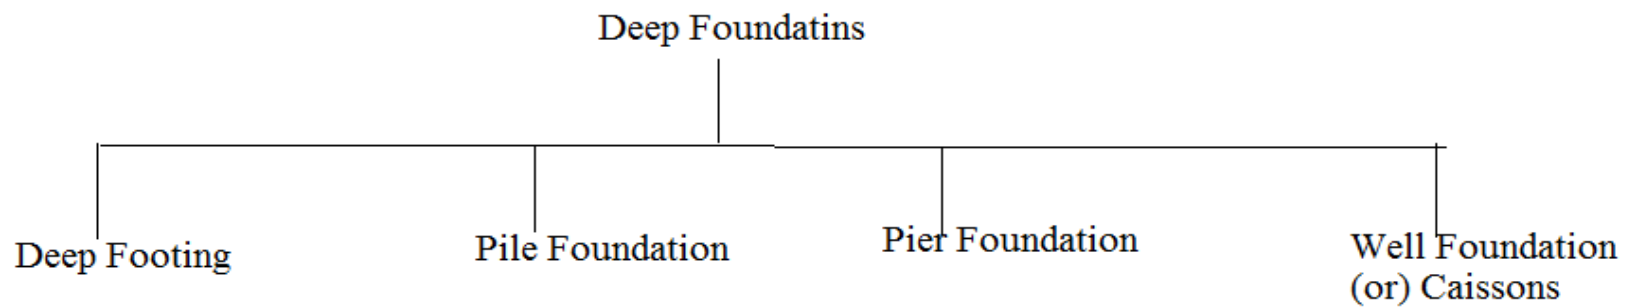 Deep Foundatins
Deep Footing
Pile Foundation
Pier Foundation
Well Foundation
(or) Caissons